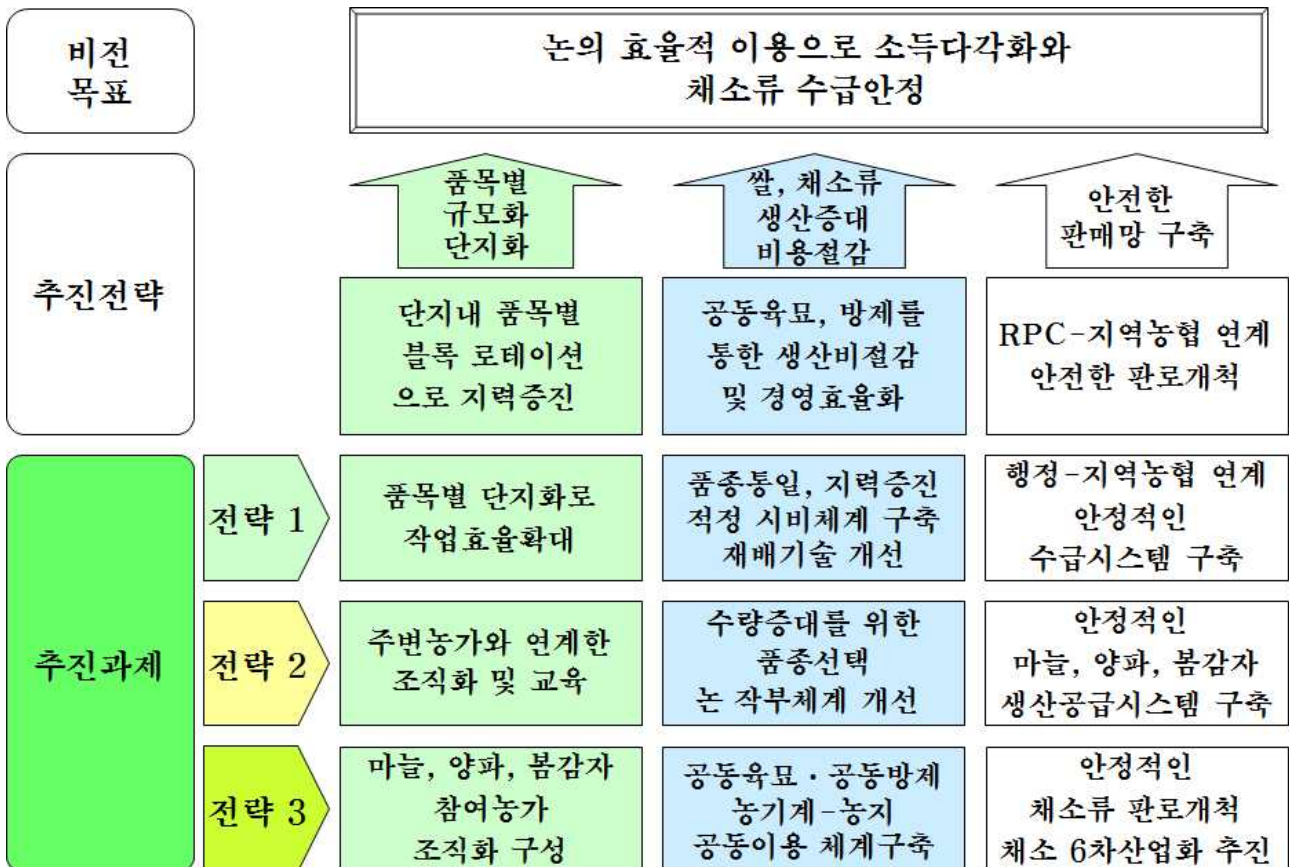 비전
목표
논의 효율적 이용으로 소득다각화와
채소류 수급안정
추진전략
품목별
규모화
단지화
쌀, 채소류
생산증대
비용절감
안전한
판매망 구축
단지내 품목별
블록 로테이션
으로 지력증진
공동육묘, 방제를
통한 생산비절감
및 경영효율화
RPC-지역농협 연계
안전한 판로개척
추진과제
전략 1
품목별 단지화로
작업효율확대
품종통일, 지력증진
적정 시비체계 구축
재배기술 개선
행정-지역농협 연계
안정적인
수급시스템 구축
전략 2
주변농가와 연계한
조직화 및 교육
수량증대를 위한
품종선택
논 작부체계 개선
안정적인
마늘, 양파, 봄감자
생산공급시스템 구축
전략 3
마늘, 양파, 봄감자
참여농가
조직화 구성
공동육묘·공동방제
농기계-농지
공동이용 체계구축
안정적인
채소류 판로개척
채소 6차산업화 추진